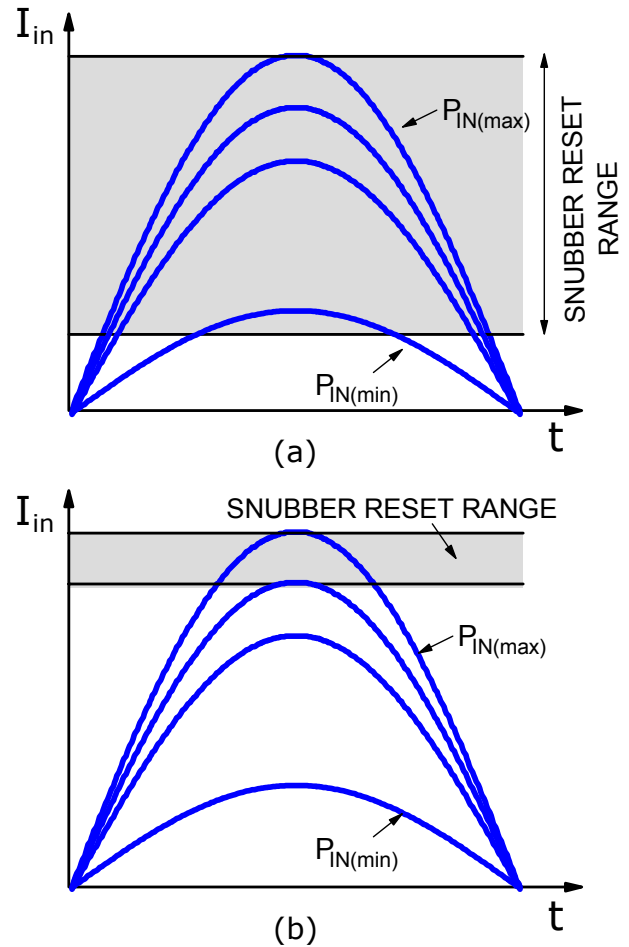 I_in
P_IN(max)
SNUBBER RESET
RANGE
P_IN(min)
t
(a)
I_in
SNUBBER RESET RANGE
P_IN(max)
P_IN(min)
t
(b)